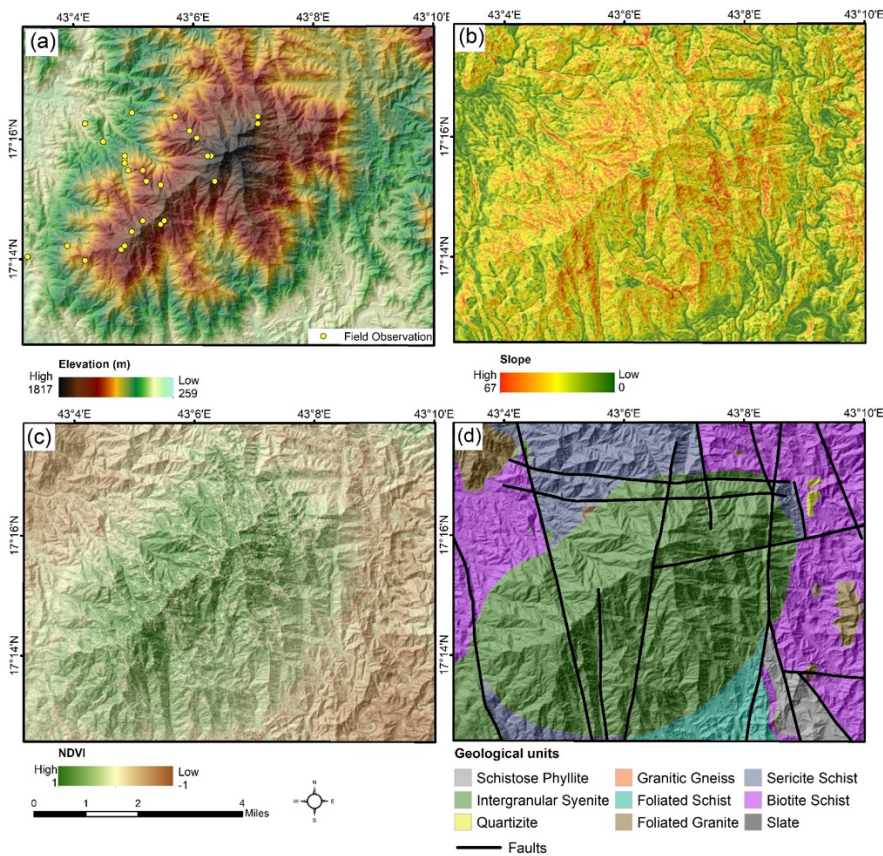 43°4'E 43°6'E 43°8'E 43°10'E
43°4'E 43°6'E 43°8'E 43°10'E
(a)
(b)
17°16'N
17°16'N
17°14'N
17°14'N
Field Observation
Elevation (m)
High
1817
Low
259
Slope
High
67
Low
0
43°4'E 43°6'E 43°8'E 43°10'E
43°4'E 43°6'E 43°8'E 43°10'E
(c)
(d)
17°16'N
17°16'N
17°14'N
17°14'N
NDVI
High
1
Low
-1
N
W E
S
0 1 2 4
Miles
Geological units
Schistose Phyllite
Granitic Gneiss
Sericite Schist
Intergranular Syenite
Foliated Schist
Biotite Schist
Quartizite
Foliated Granite
Slate
Faults